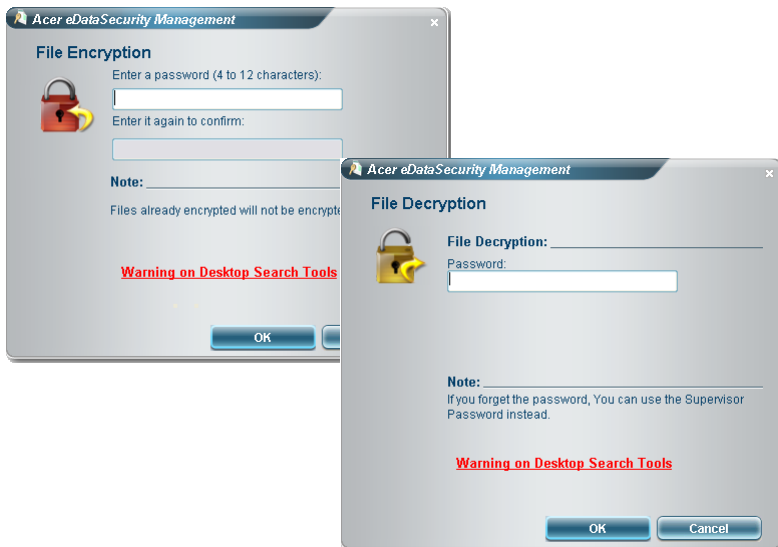 Acer eDataSecurity Management
File Encryption
Enter a password (4 to 12 characters):
Enter it again to confirm:
Note:
Files already encrypted will not be
Warning on Desktop Search Tools
OK
Acer eDataSecurity Management
File Decryption
File Decryption:
Password:
Note:
If you forget the password, You can use the Supervisor
Password instead.
Warning on Desktop Search Tools
OK
Cancel